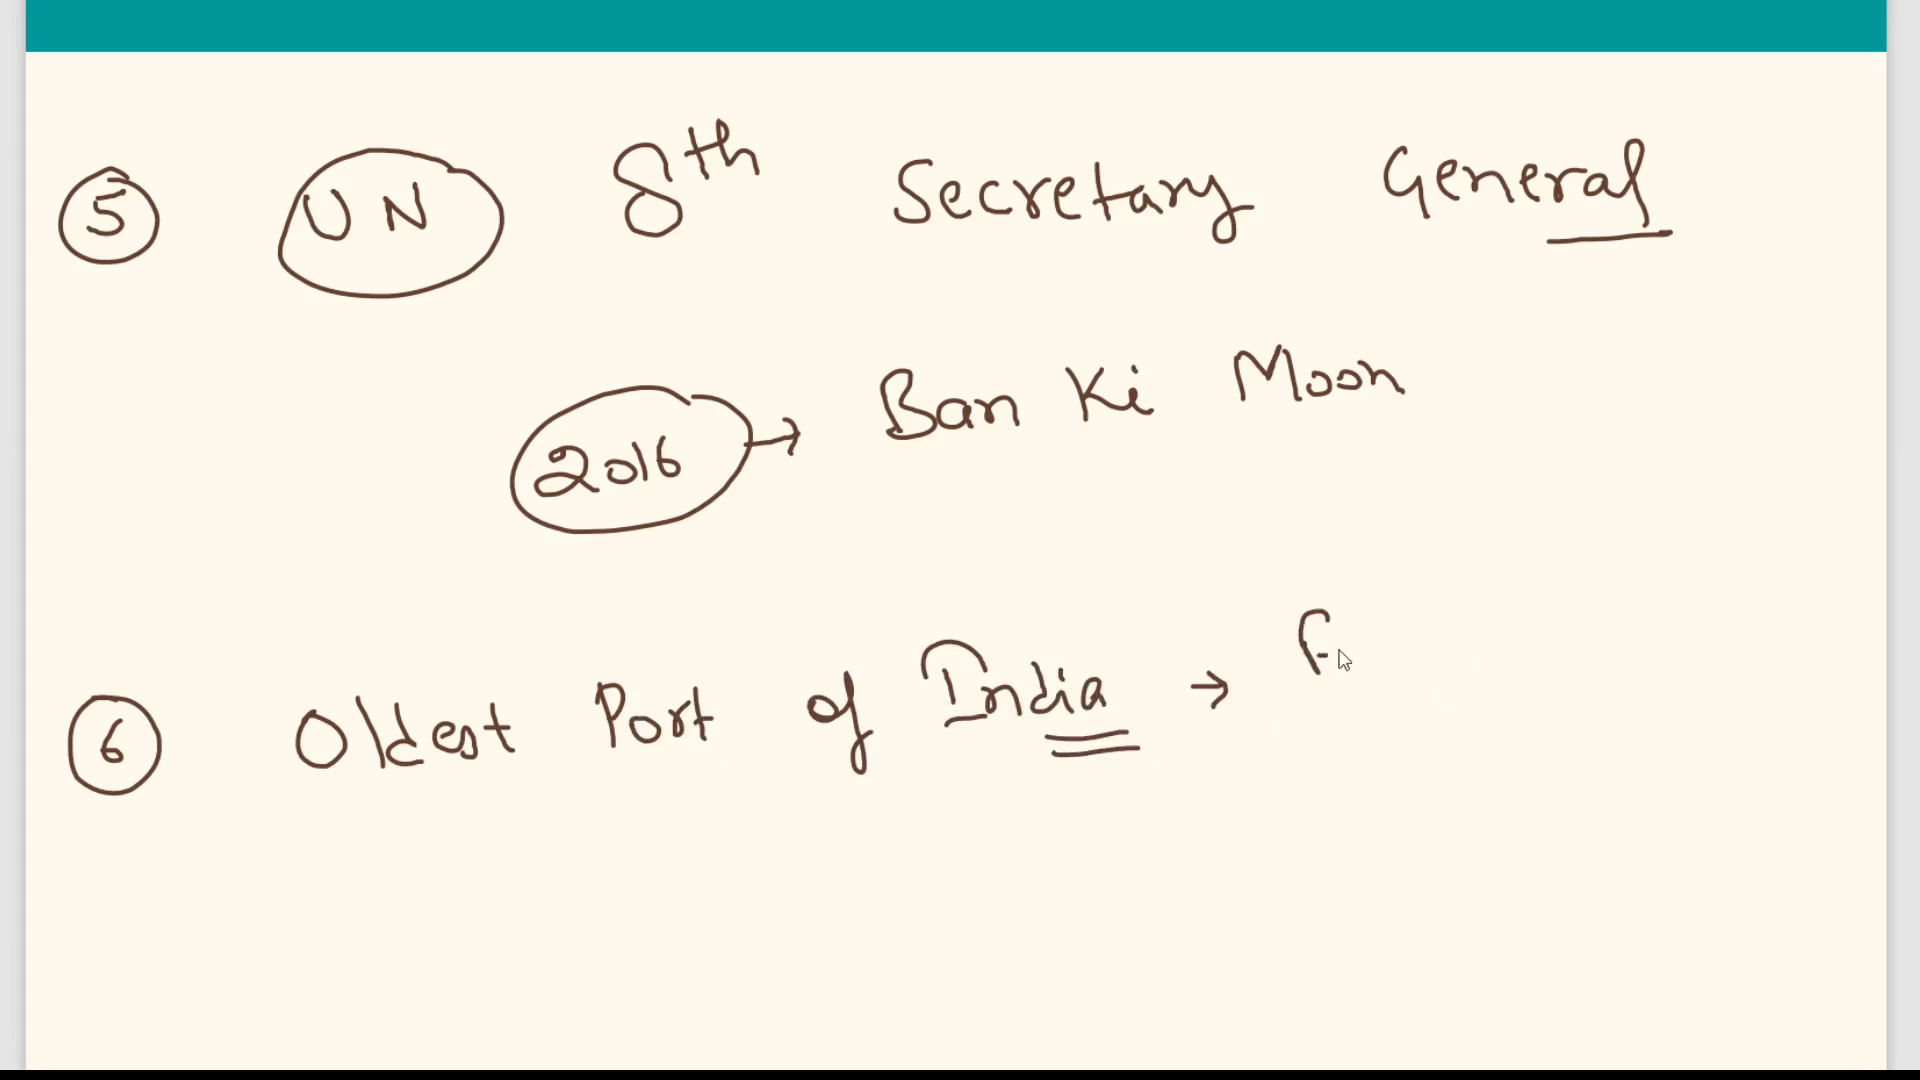 5 UN 8th Secretary General
2016 → Ban Ki Moon
6 Oldest Port of India →